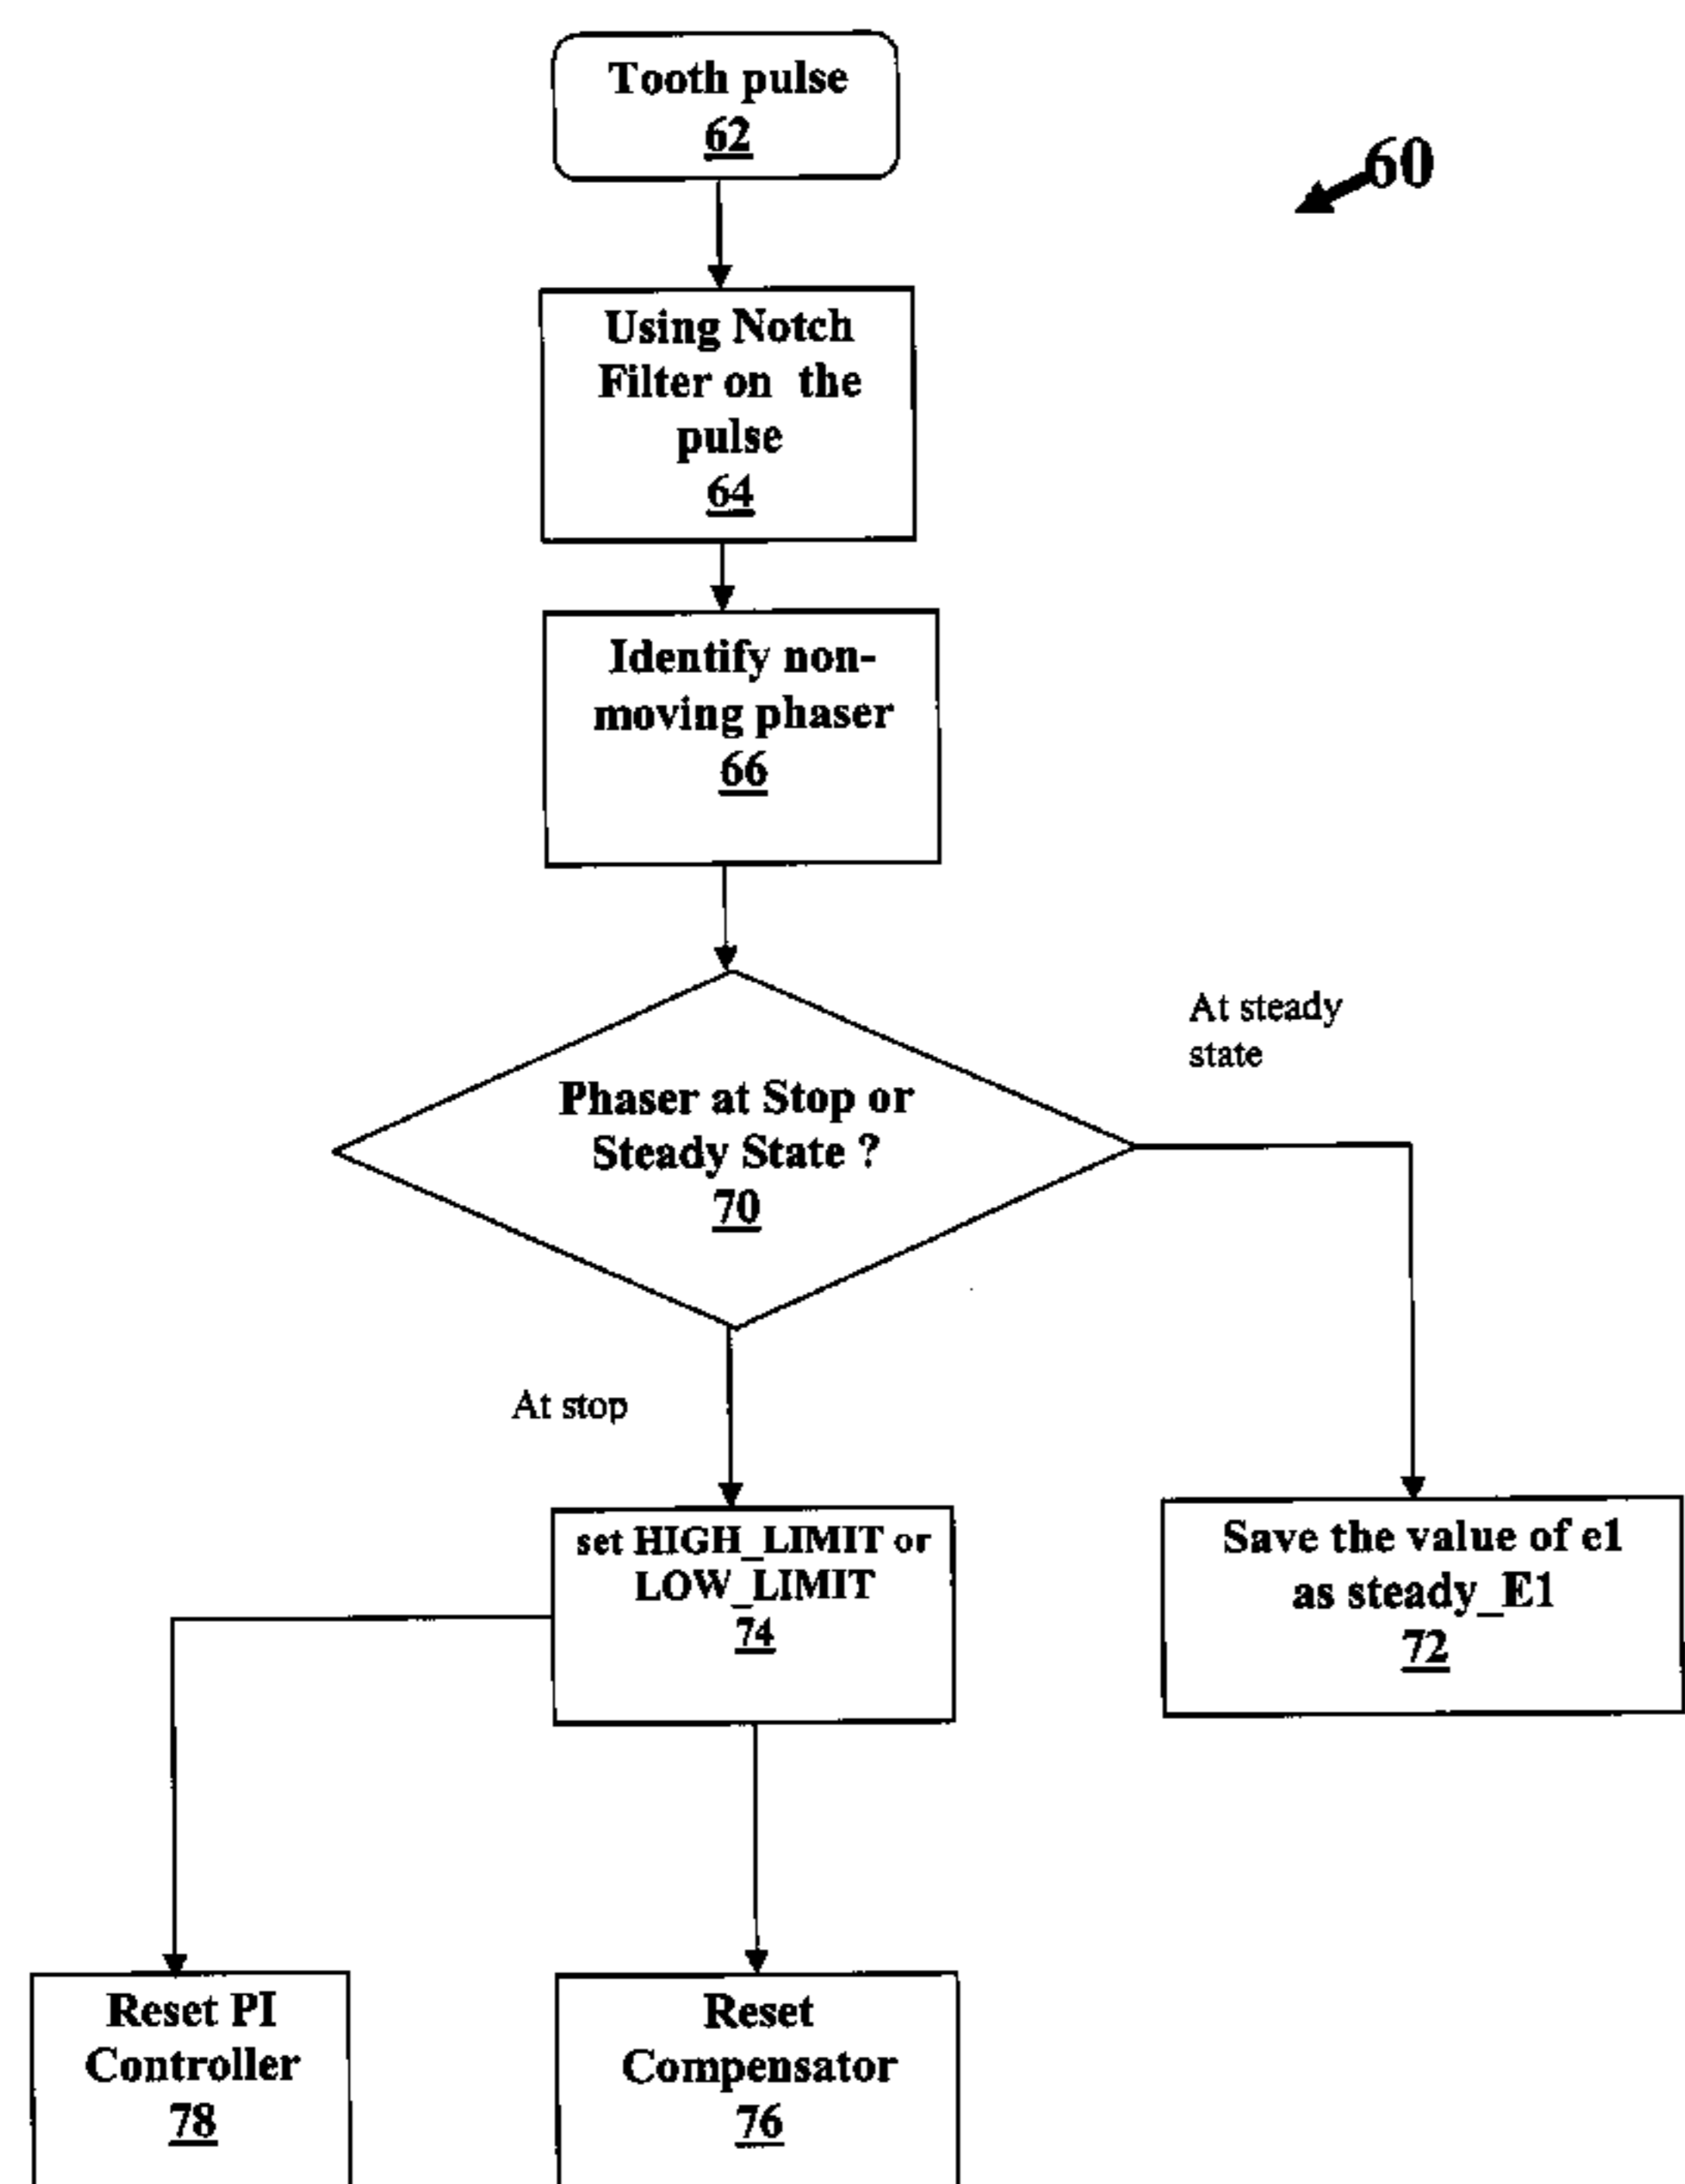 Tooth pulse
62
60
Using Notch
Filter on the
pulse
64
Identify non-
moving phaser
66
At steady
state
Phaser at Stop or
Steady State ?
70
At stop
set HIGH_LIMIT or
LOW_LIMIT
74
Save the value of e1
as steady_E1
72
Reset PI
Controller
78
Reset
Compensator
76